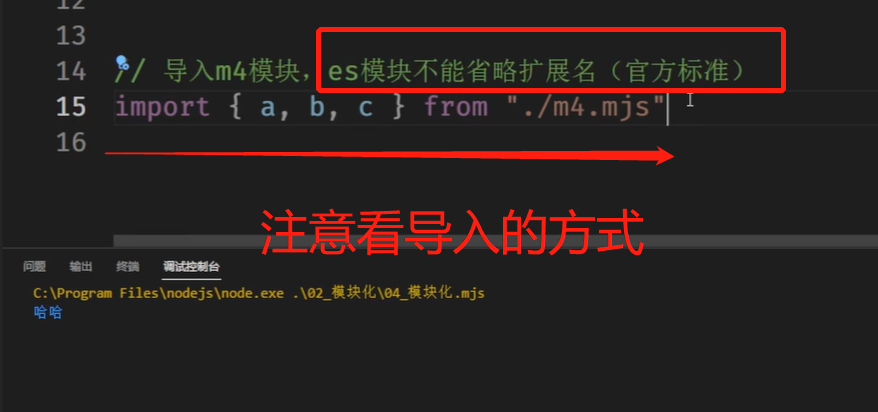 12
13
14 // 导入m4模块，es模块不能省略扩展名（官方标准）
15 import { a, b, c } from "./m4.mjs"
16
注意看导入的方式
问题 输出 终端 调试控制台
C:\Program Files\nodejs\node.exe .\02_模块化\04_模块化.mjs
哈哈